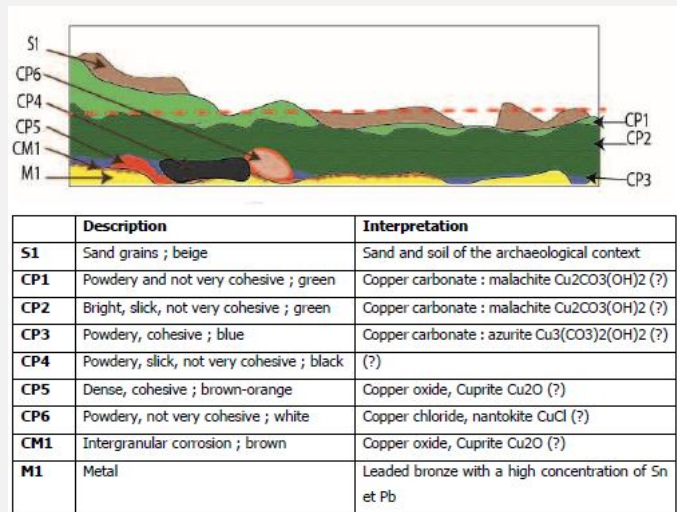 S1
CP6
CP4
CP5
CM1
M1
CP1
CP2
CP3
Description Interpretation
S1 Sand grains ; beige Sand and soil of the archaeological context
CP1 Powdery and not very cohesive ; green Copper carbonate : malachite Cu2CO3(OH)2 (?)
CP2 Bright, slick, not very cohesive ; green Copper carbonate : malachite Cu2CO3(OH)2 (?)
CP3 Powdery, cohesive ; blue Copper carbonate : azurite Cu3(CO3)2(OH)2 (?)
CP4 Powdery, slick, not very cohesive ; black (?)
CP5 Dense, cohesive ; brown-orange Copper oxide, Cuprite Cu2O (?)
CP6 Powdery, not very cohesive ; white Copper chloride, nantokite CuCl (?)
CM1 Intergranular corrosion ; brown Copper oxide, Cuprite Cu2O (?)
M1 Metal Leaded bronze with a high concentration of Sn
et Pb